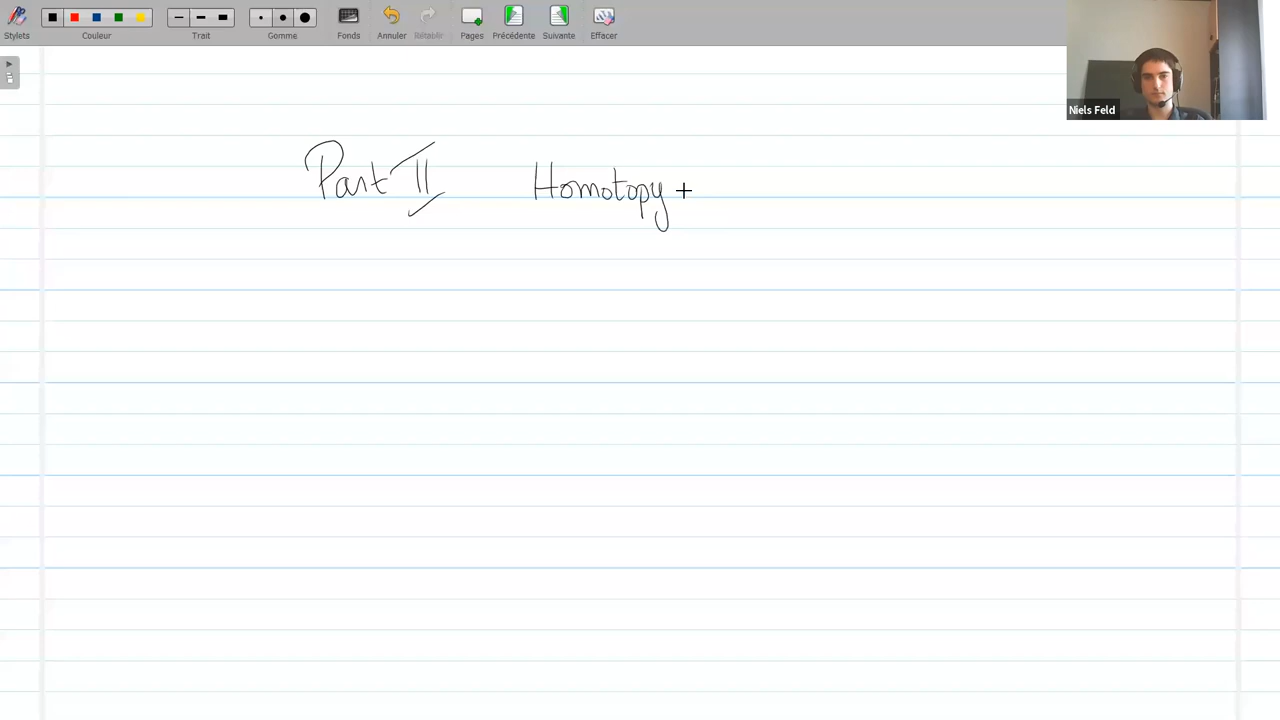 Stylets Couleur Trait Gomme Fonds Annuler Rétablir Pages Précédente Suivante Effacer
Niels Feld
Part II Homotopy